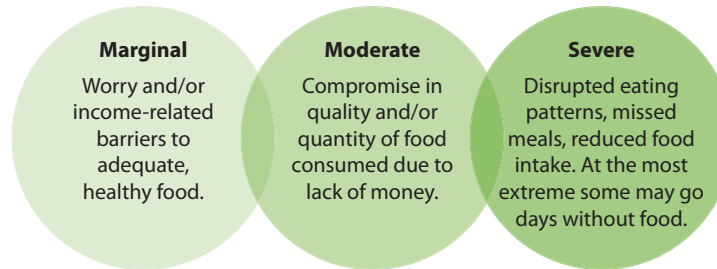 Marginal
Worry and/or
income-related
barriers to
adequate,
healthy food.
Moderate
Compromise in
quality and/or
quantity of food
consumed due to
lack of money.
Severe
Disrupted eating
patterns, missed
meals, reduced food
intake. At the most
extreme some may go
days without food.